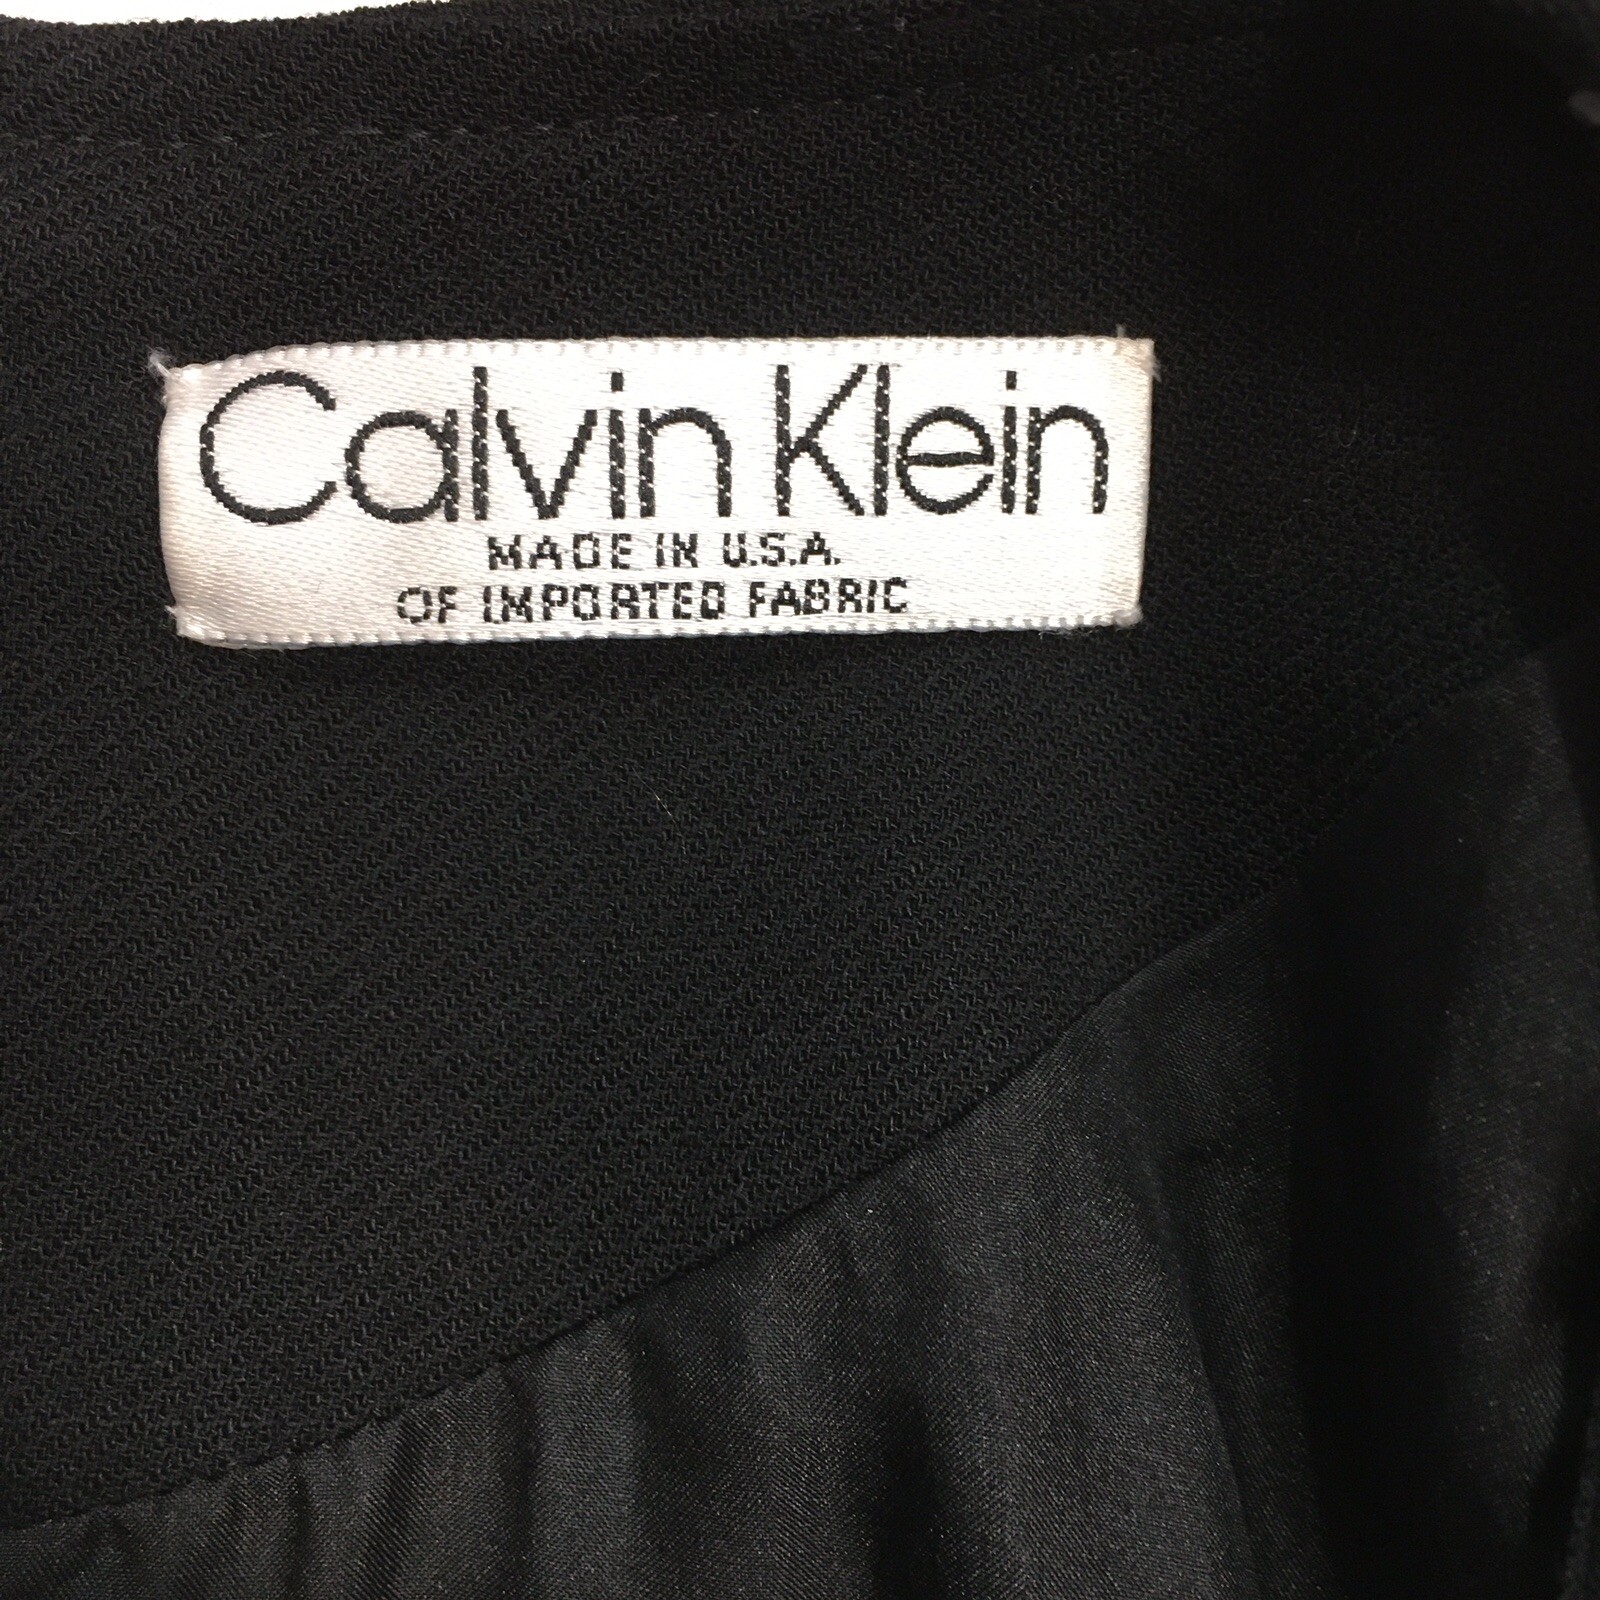 Calvin Klein
MADE IN U.S.A.
OF IMPORTED FABRIC